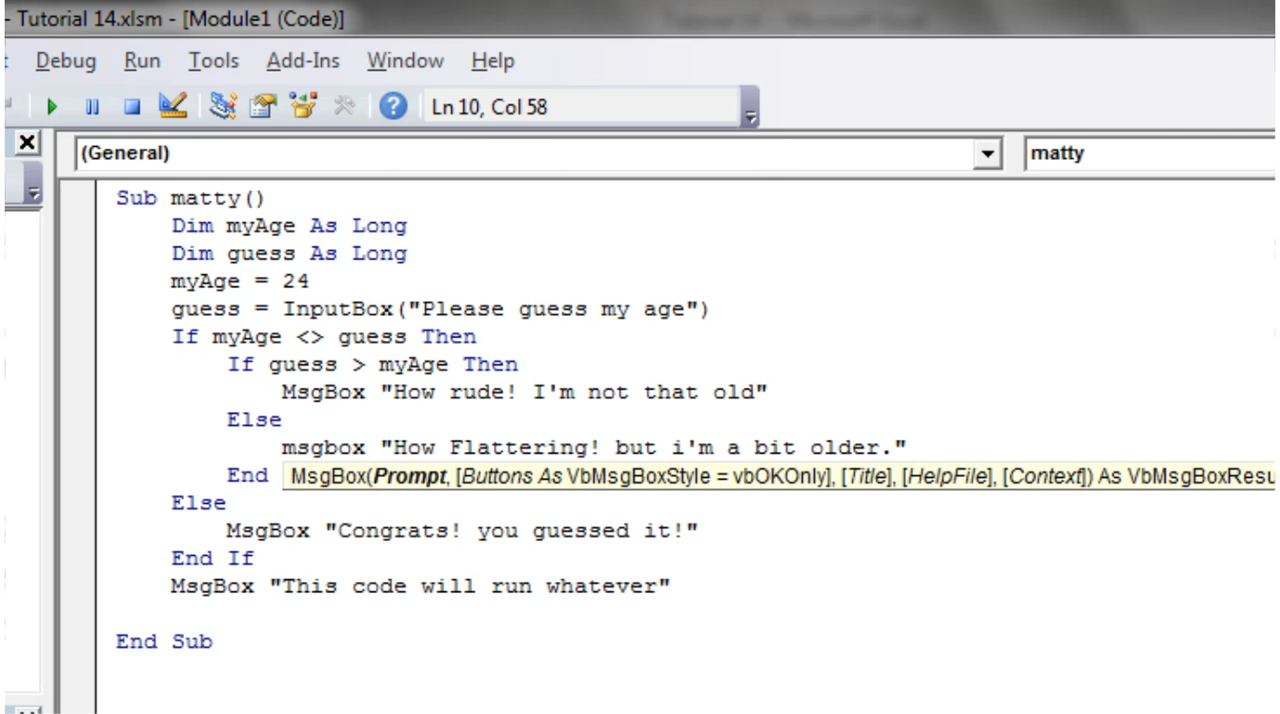 - Tutorial 14.xlsm - [Module1 (Code)]
Debug Run Tools Add-Ins Window Help
Ln 10, Col 58
(General) matty
Sub matty()
Dim myAge As Long
Dim guess As Long
myAge = 24
guess = InputBox("Please guess my age")
If myAge <> guess Then
If guess > myAge Then
MsgBox "How rude! I'm not that old"
Else
msgbox "How Flattering! but i'm a bit older."
End MsgBox(Prompt, [Buttons As VbMsgBoxStyle = vbOKOnly], [Title], [HelpFile], [Context]) As VbMsgBoxResu
Else
MsgBox "Congrats! you guessed it!"
End If
MsgBox "This code will run whatever"
End Sub